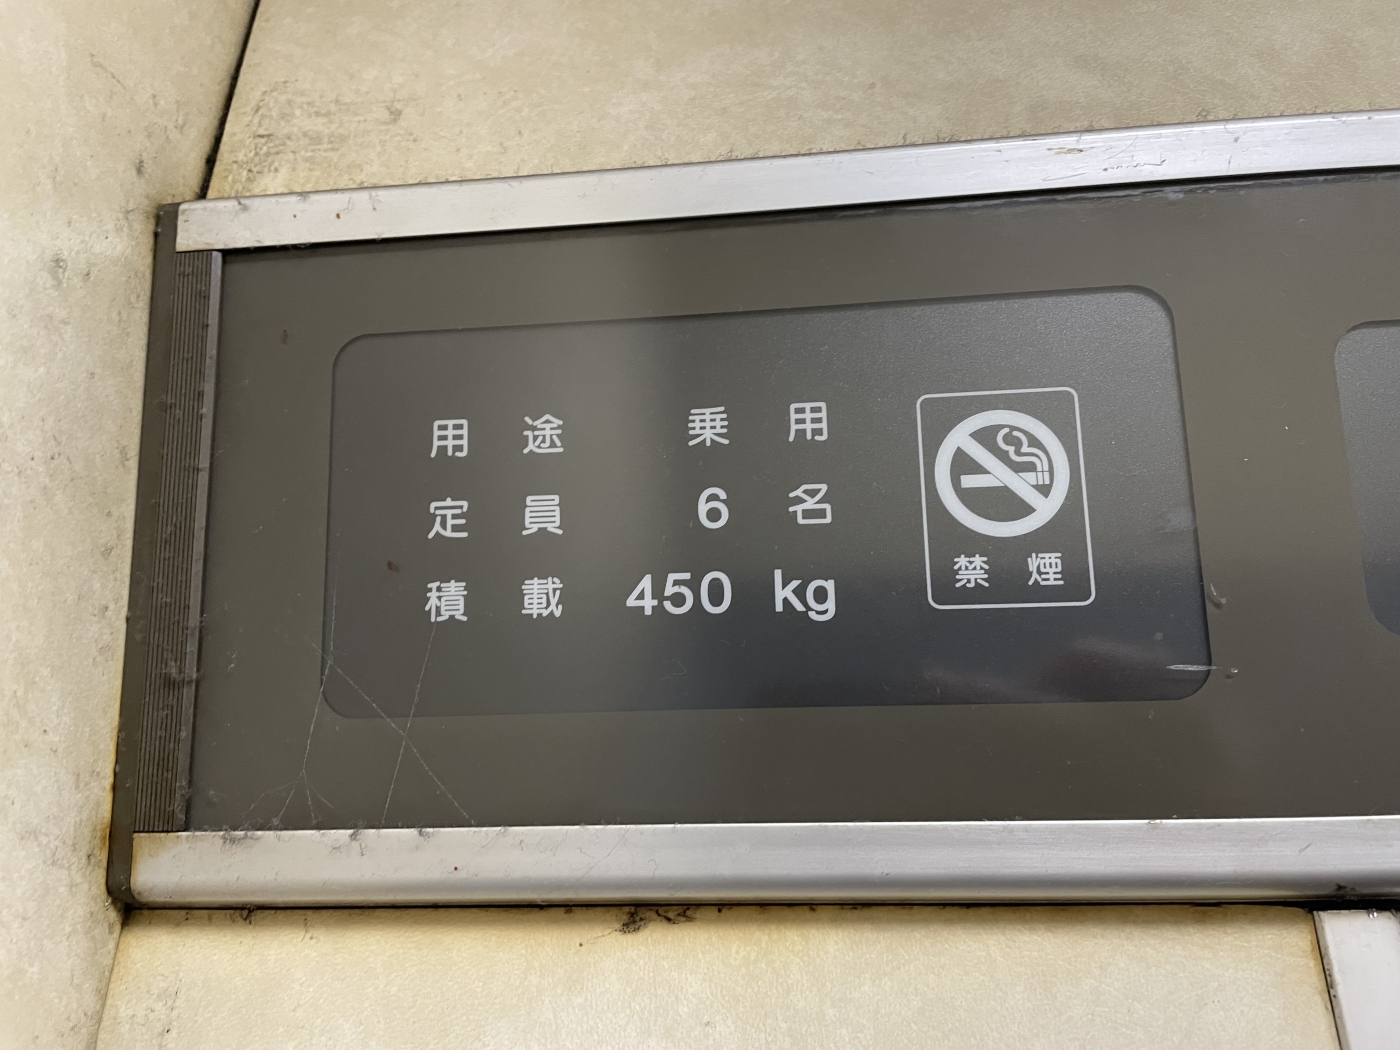 用途 乗用
定員 6名
積載 450 kg
禁煙